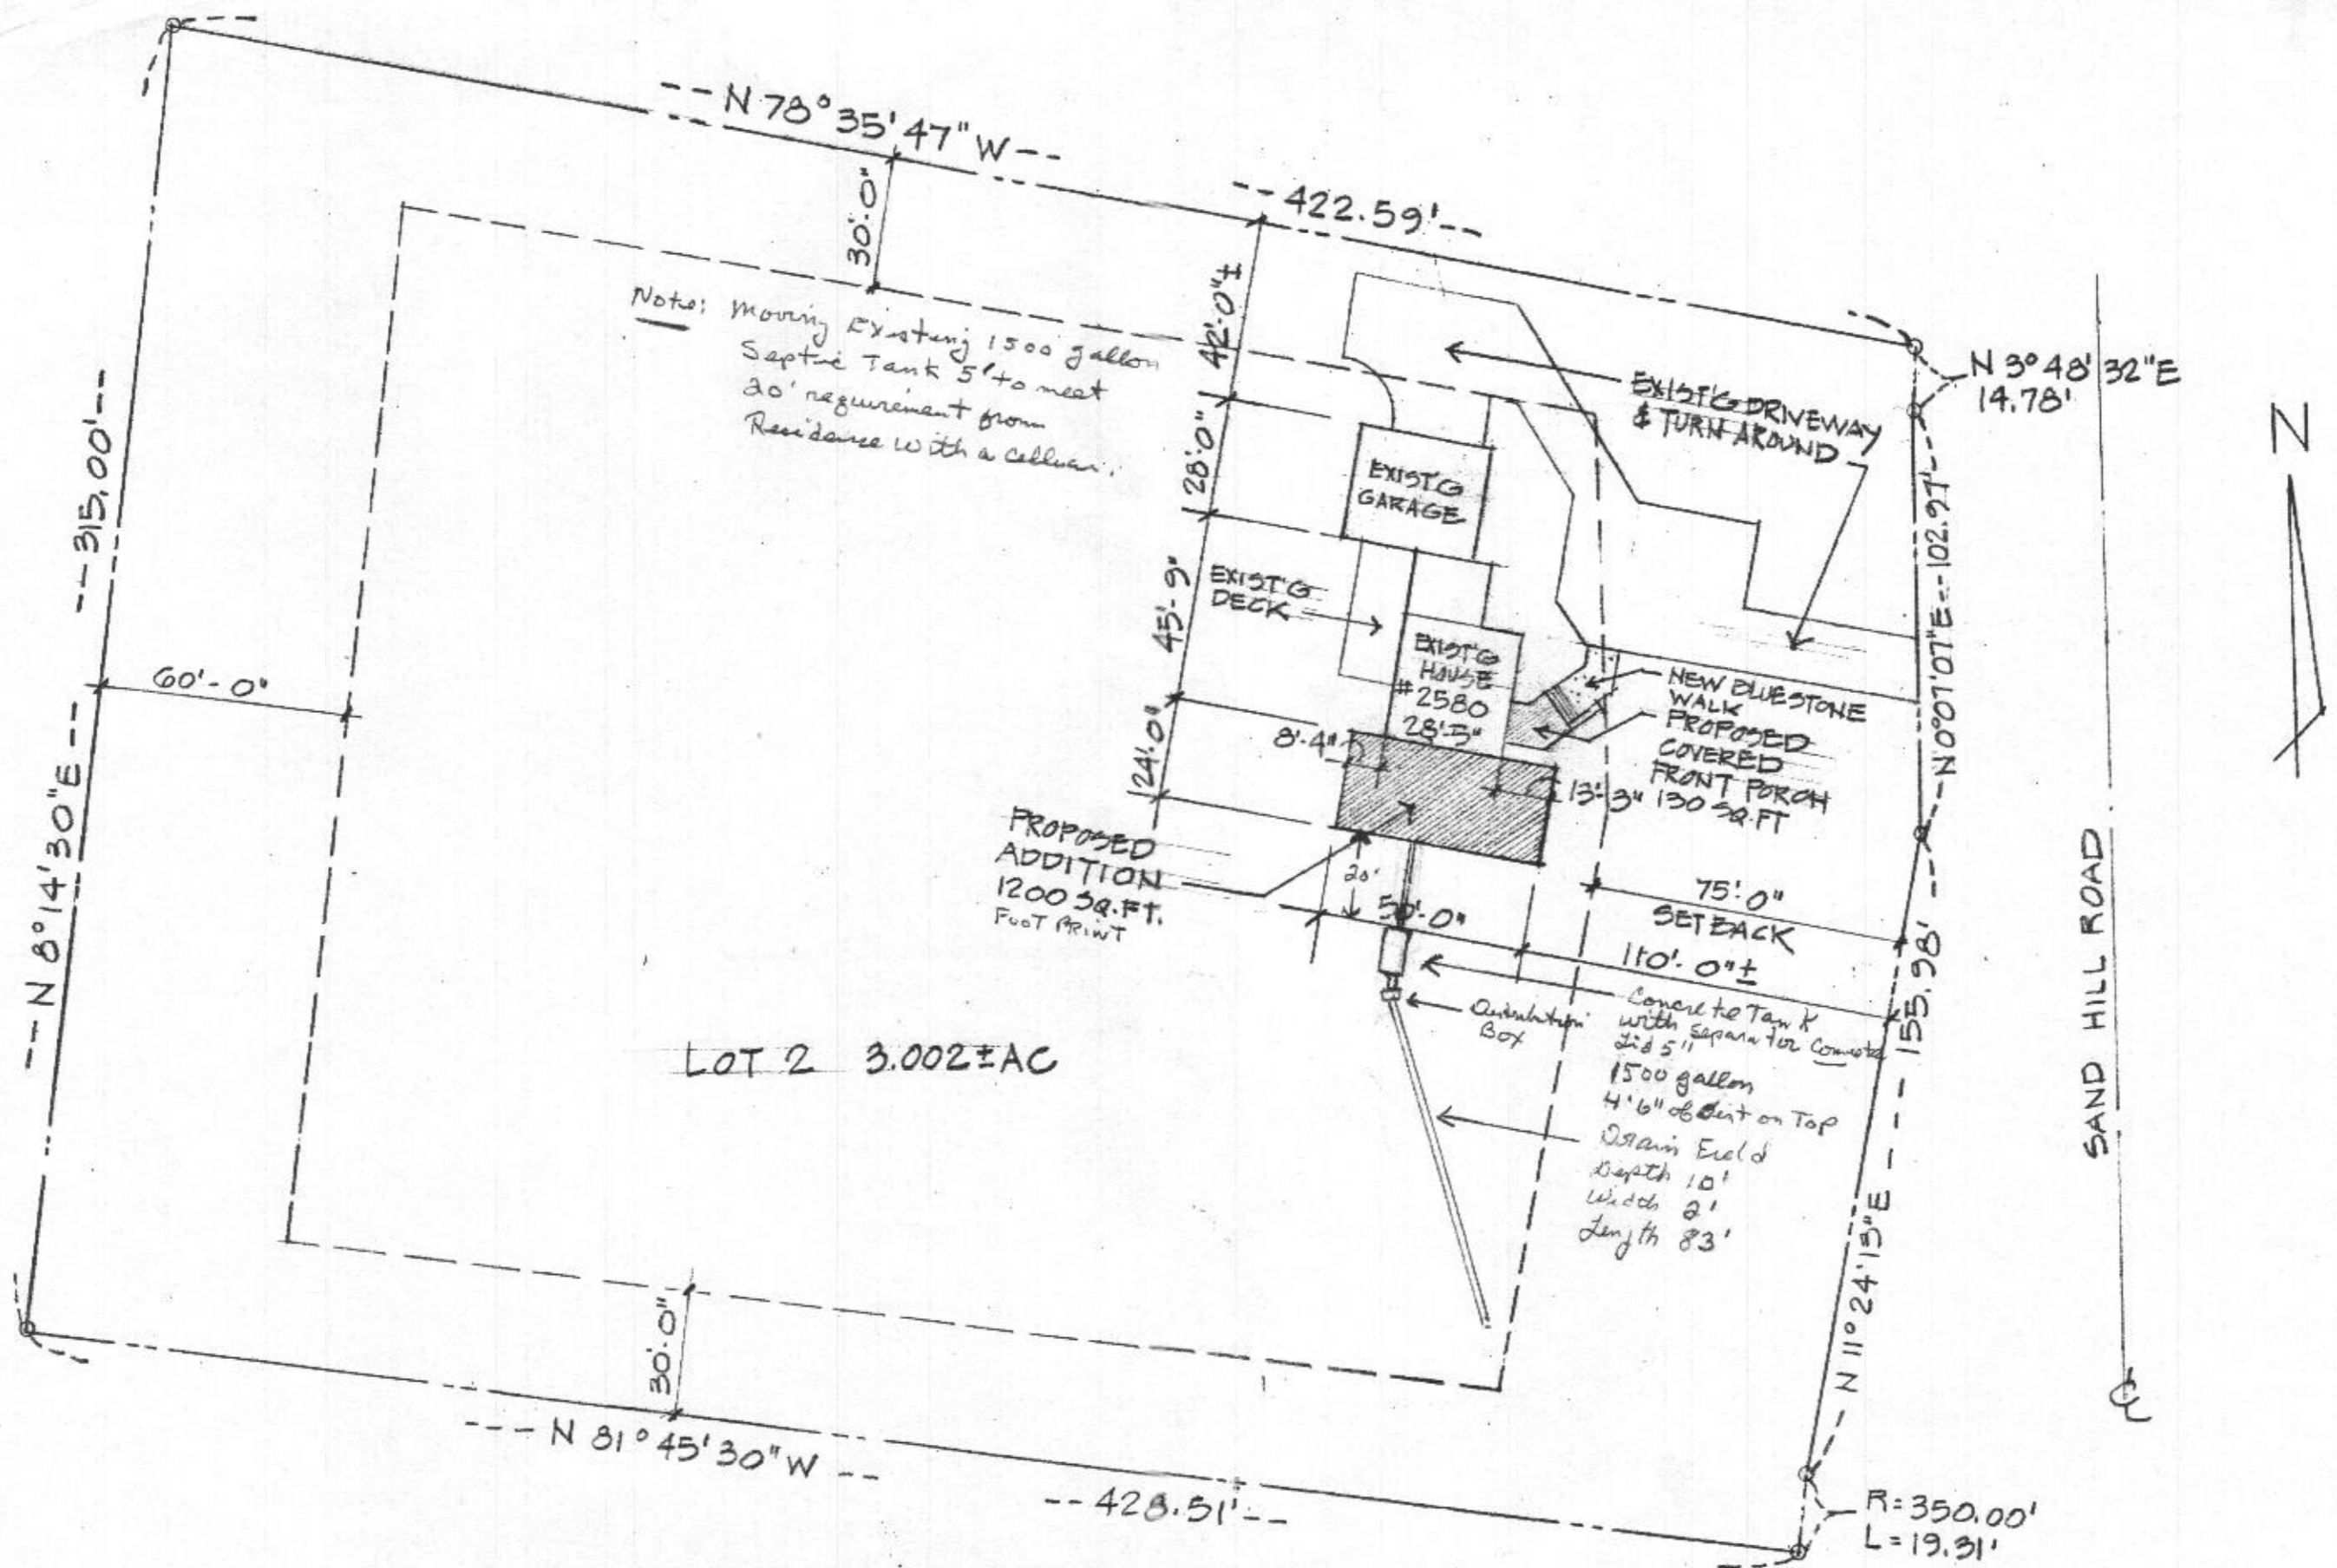 --N 78°35'47"W--
--422.59'--
30'-0"
42'-0"±
Note: Moving Existing 1500 gallon
Septic Tank 5' to meet
20' requirement from
Residence with a cellar.
N 3°48'32"E
14.78'
N
EXIST'G DRIVEWAY
& TURN AROUND
28'-0"
EXIST'G
GARAGE
--315.00'--
N 0°07'07"E--102.97'--
45'-9"
EXIST'G
DECK
EXIST'G
HOUSE
#2580
28'-5"
NEW BLUESTONE
WALK
PROPOSED
COVERED
FRONT PORCH
130 SQ.FT
60'-0"
8'-4"
13'-3"
24'-0"
--N 8°14'30"E--
PROPOSED
ADDITION
1200 SQ.FT.
FOOT PRINT
20'
50'-0"
75'-0"
SETBACK
110'-0"±
--155.98'--
SAND HILL ROAD
Distribution
Box
Concrete Tank
with separator
Lid 5"
1500 gallon
4'6" of Dirt on Top
Drain Field
Depth 10'
Width 2'
Length 83'
LOT 2 3.002±AC
N 11°24'13"E
30'-0"
---N 81°45'30"W--
--428.51'--
R=350.00'
L=19.31'